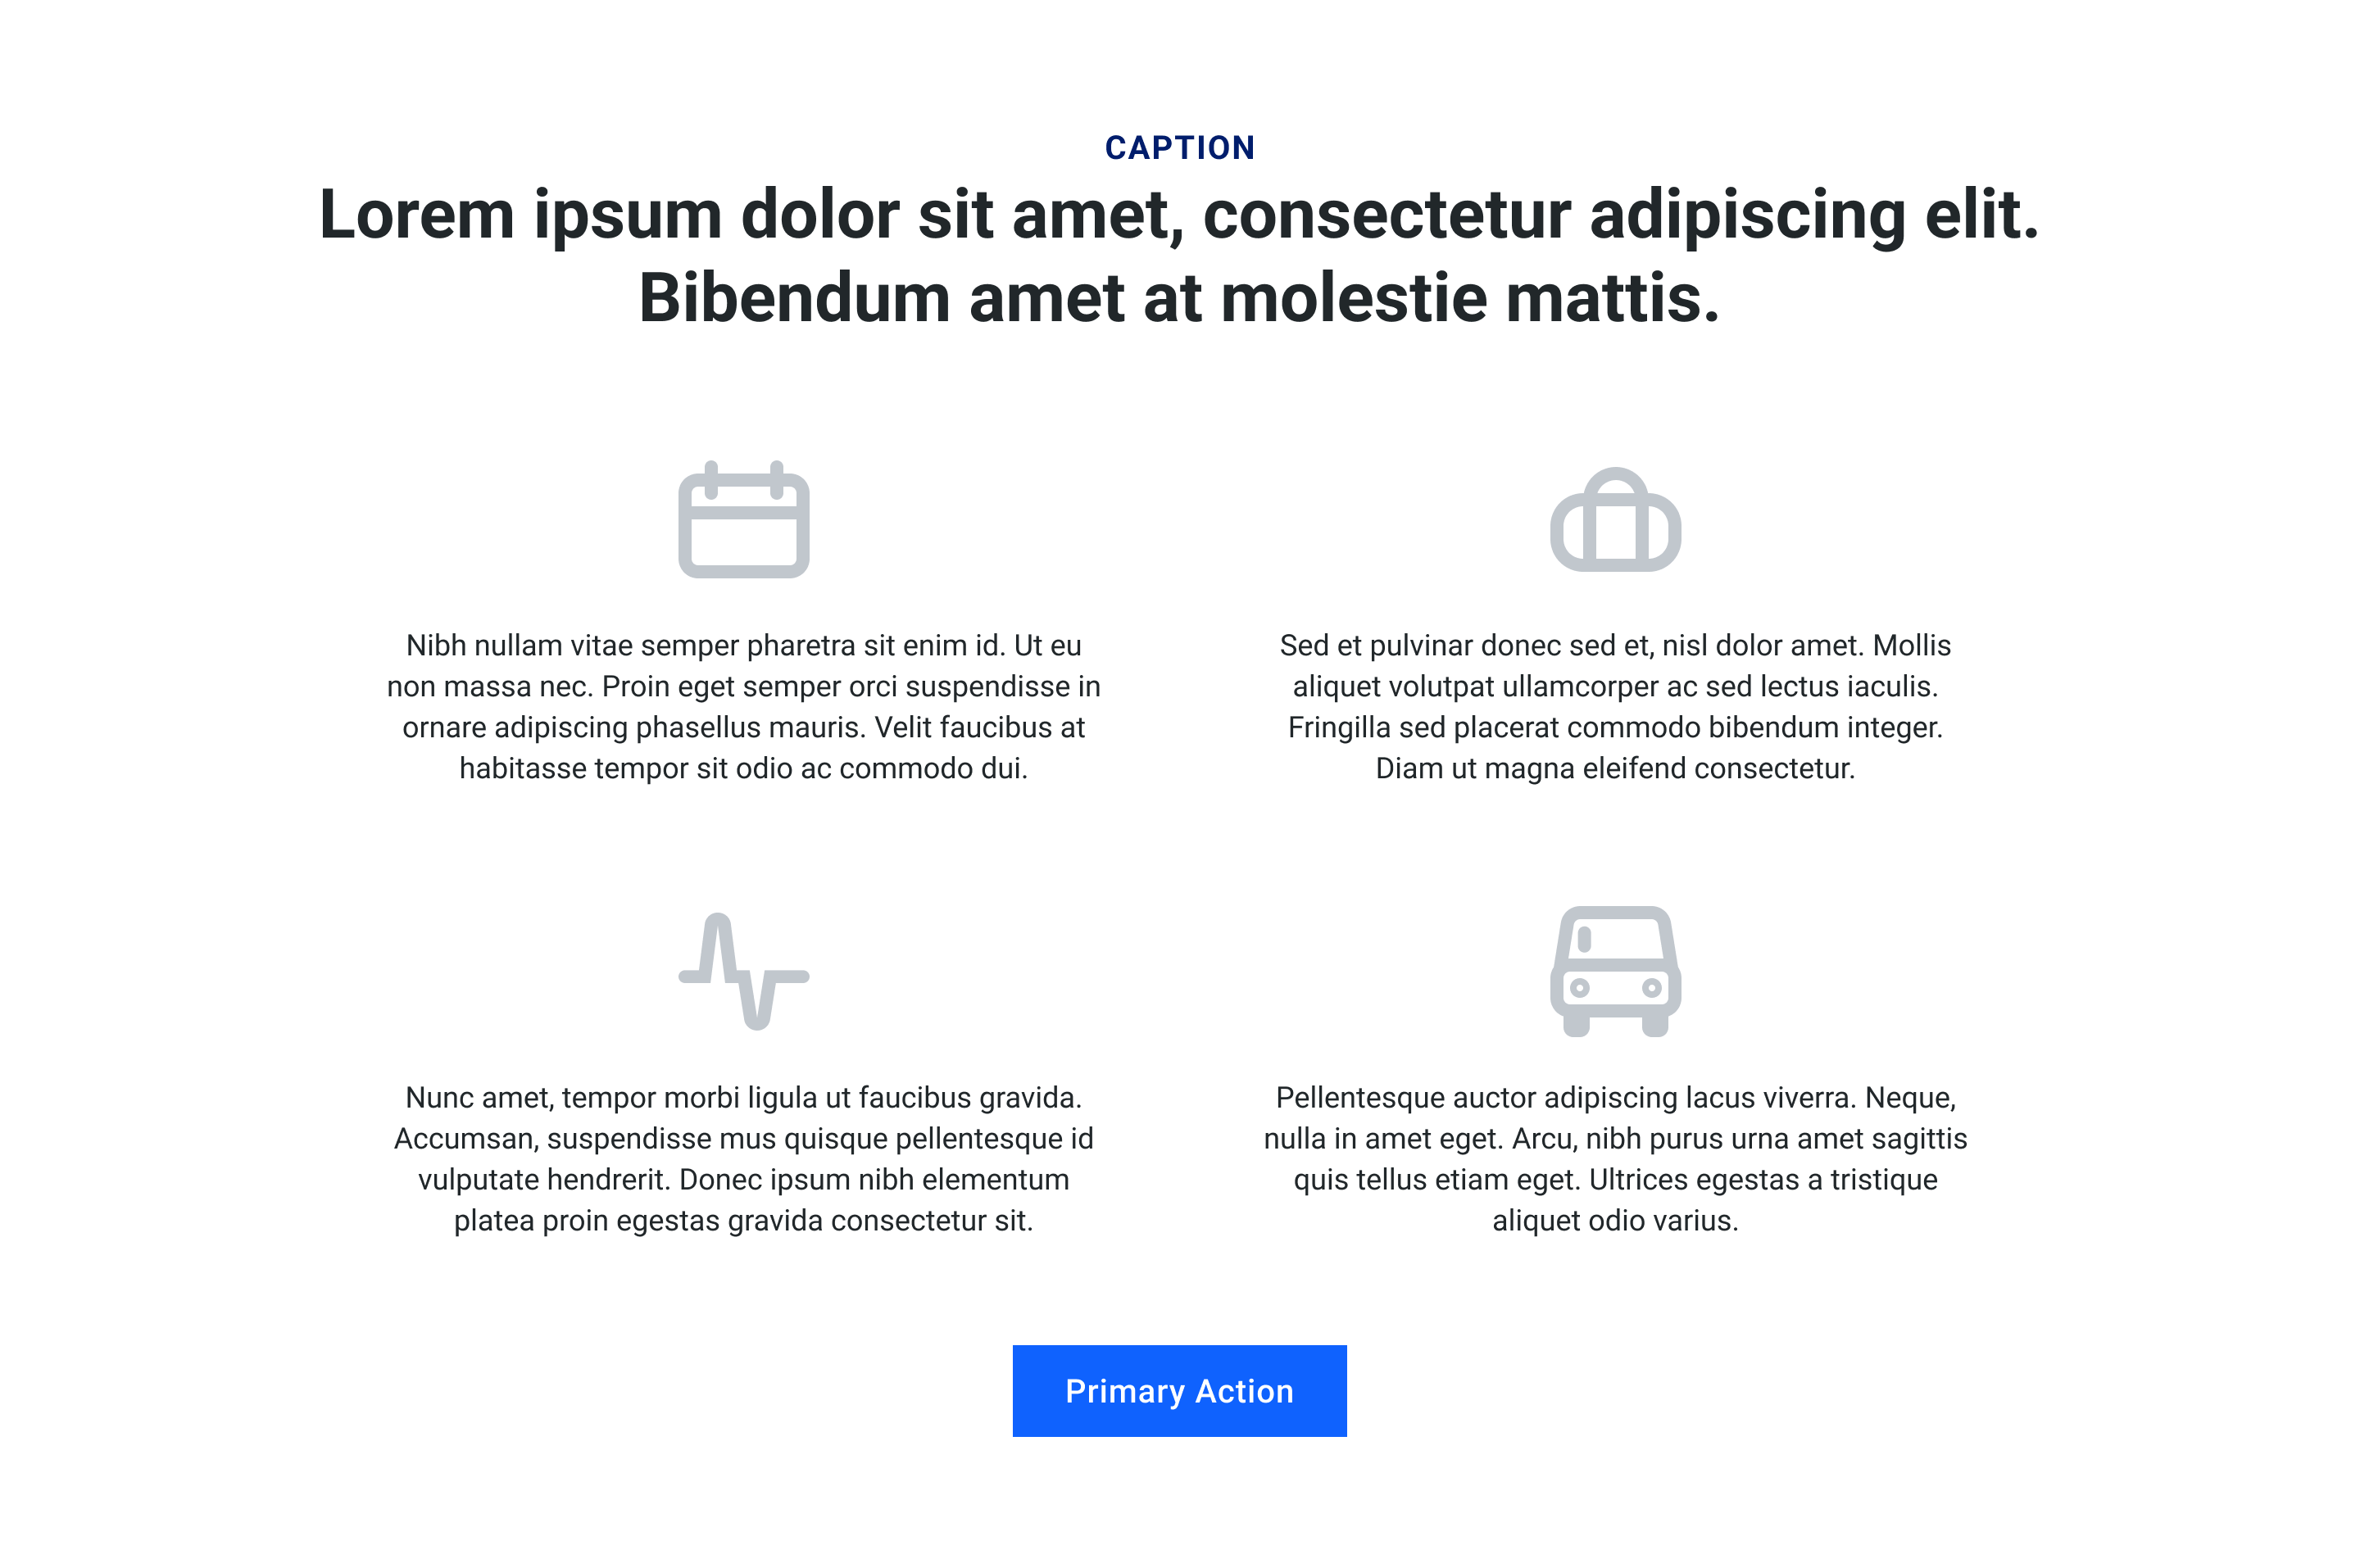 CAPTION
Lorem ipsum dolor sit amet, consectetur adipiscing elit.
Bibendum amet at molestie mattis.
Nibh nullam vitae semper pharetra sit enim id. Ut eu
non massa nec. Proin eget semper orci suspendisse in
ornare adipiscing phasellus mauris. Velit faucibus at
habitasse tempor sit odio ac commodo dui.
Sed et pulvinar donec sed et, nisl dolor amet. Mollis
aliquet volutpat ullamcorper ac sed lectus iaculis.
Fringilla sed placerat commodo bibendum integer.
Diam ut magna eleifend consectetur.
Nunc amet, tempor morbi ligula ut faucibus gravida.
Accumsan, suspendisse mus quisque pellentesque id
vulputate hendrerit. Donec ipsum nibh elementum
platea proin egestas gravida consectetur sit.
Pellentesque auctor adipiscing lacus viverra. Neque,
nulla in amet eget. Arcu, nibh purus urna amet sagittis
quis tellus etiam eget. Ultrices egestas a tristique
aliquet odio varius.
Primary Action